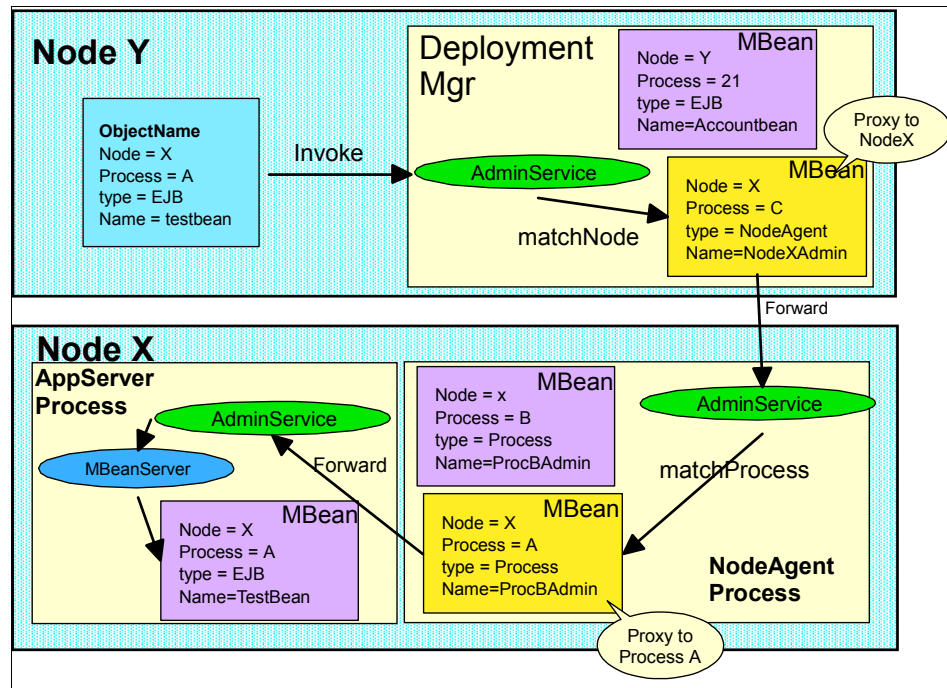 Node Y
Deployment
Mgr
MBean
Node = Y
Process = 21
type = EJB
Name=Accountbean
Proxy to
NodeX
ObjectName
Node = X
Process = A
type = EJB
Name = testbean
Invoke
AdminService
matchNode
MBean
Node = X
Process = C
type = NodeAgent
Name=NodeXAdmin
Forward
Node X
AppServer
Process
AdminService
MBeanServer
MBean
Node = X
Process = A
type = EJB
Name=TestBean
Forward
MBean
Node = x
Process = B
type = Process
Name=ProcBAdmin
AdminService
matchProcess
MBean
Node = X
Process = A
type = Process
Name=ProcBAdmin
NodeAgent
Process
Proxy to
Process A